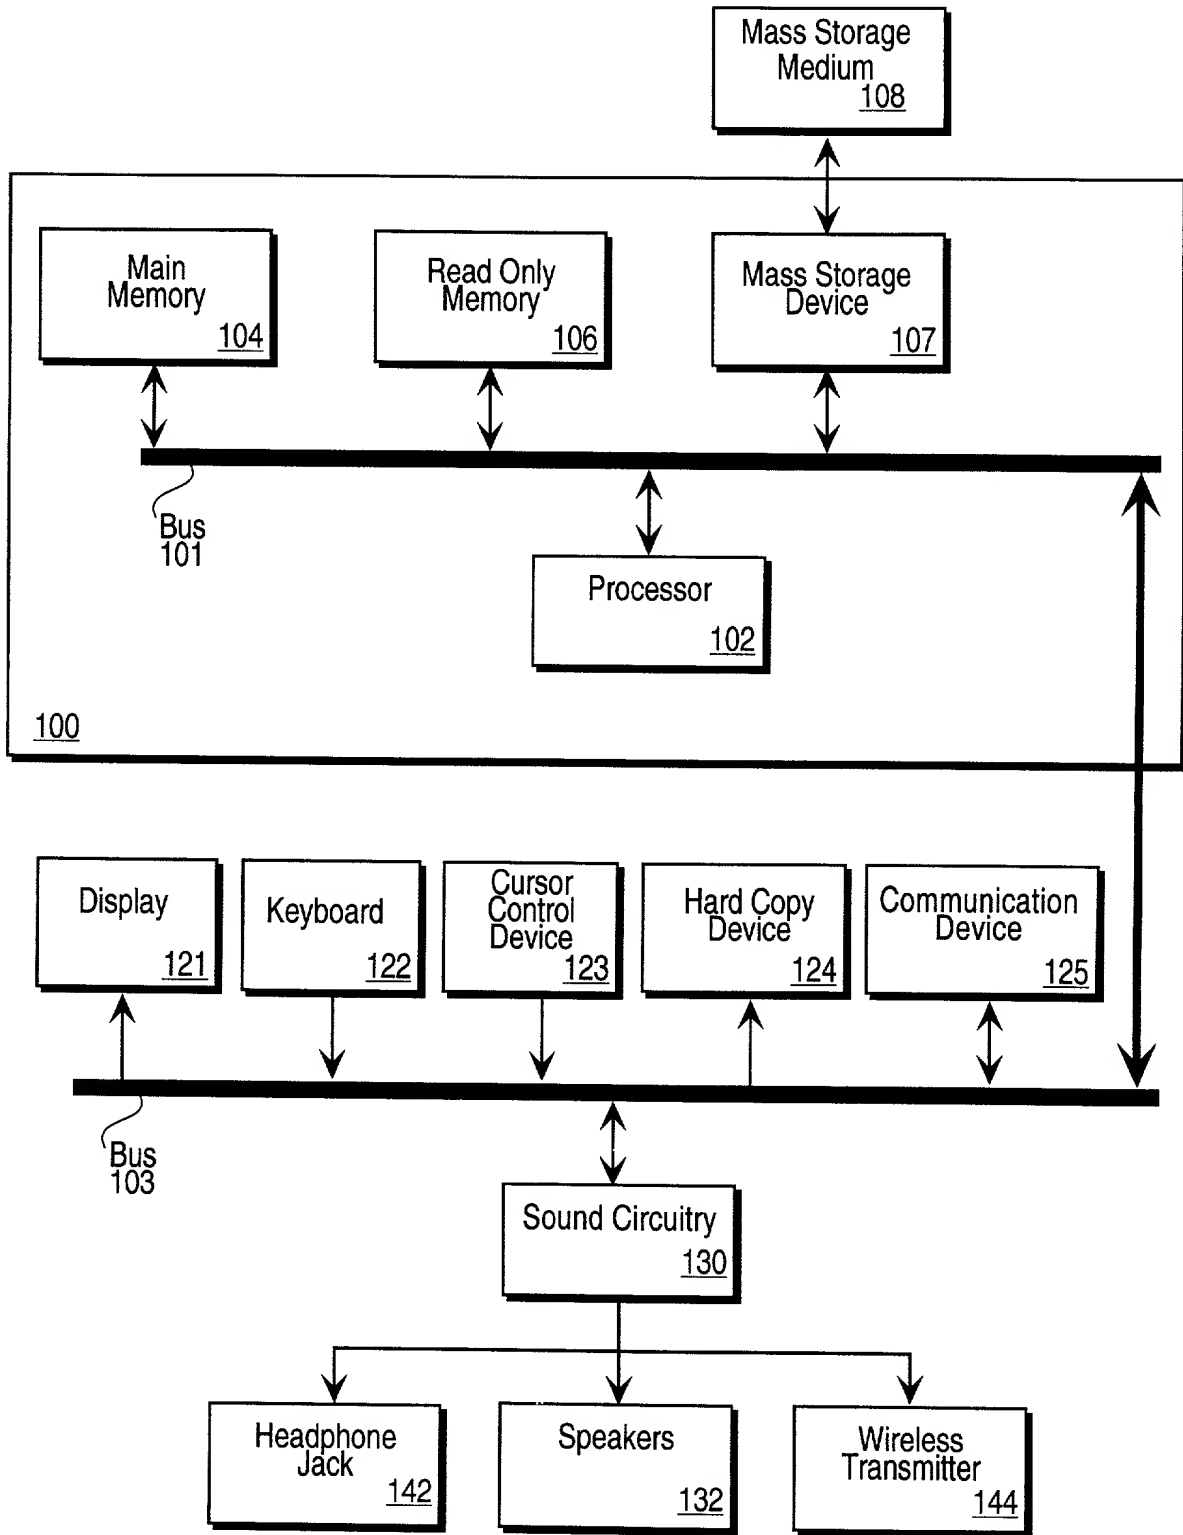 Mass Storage
Medium
108
Main
Memory
104
Read Only
Memory
106
Mass Storage
Device
107
Bus
101
Processor
102
100
Display
121
Keyboard
122
Cursor
Control
Device
123
Hard Copy
Device
124
Communication
Device
125
Bus
103
Sound Circuitry
130
Headphone
Jack
142
Speakers
132
Wireless
Transmitter
144